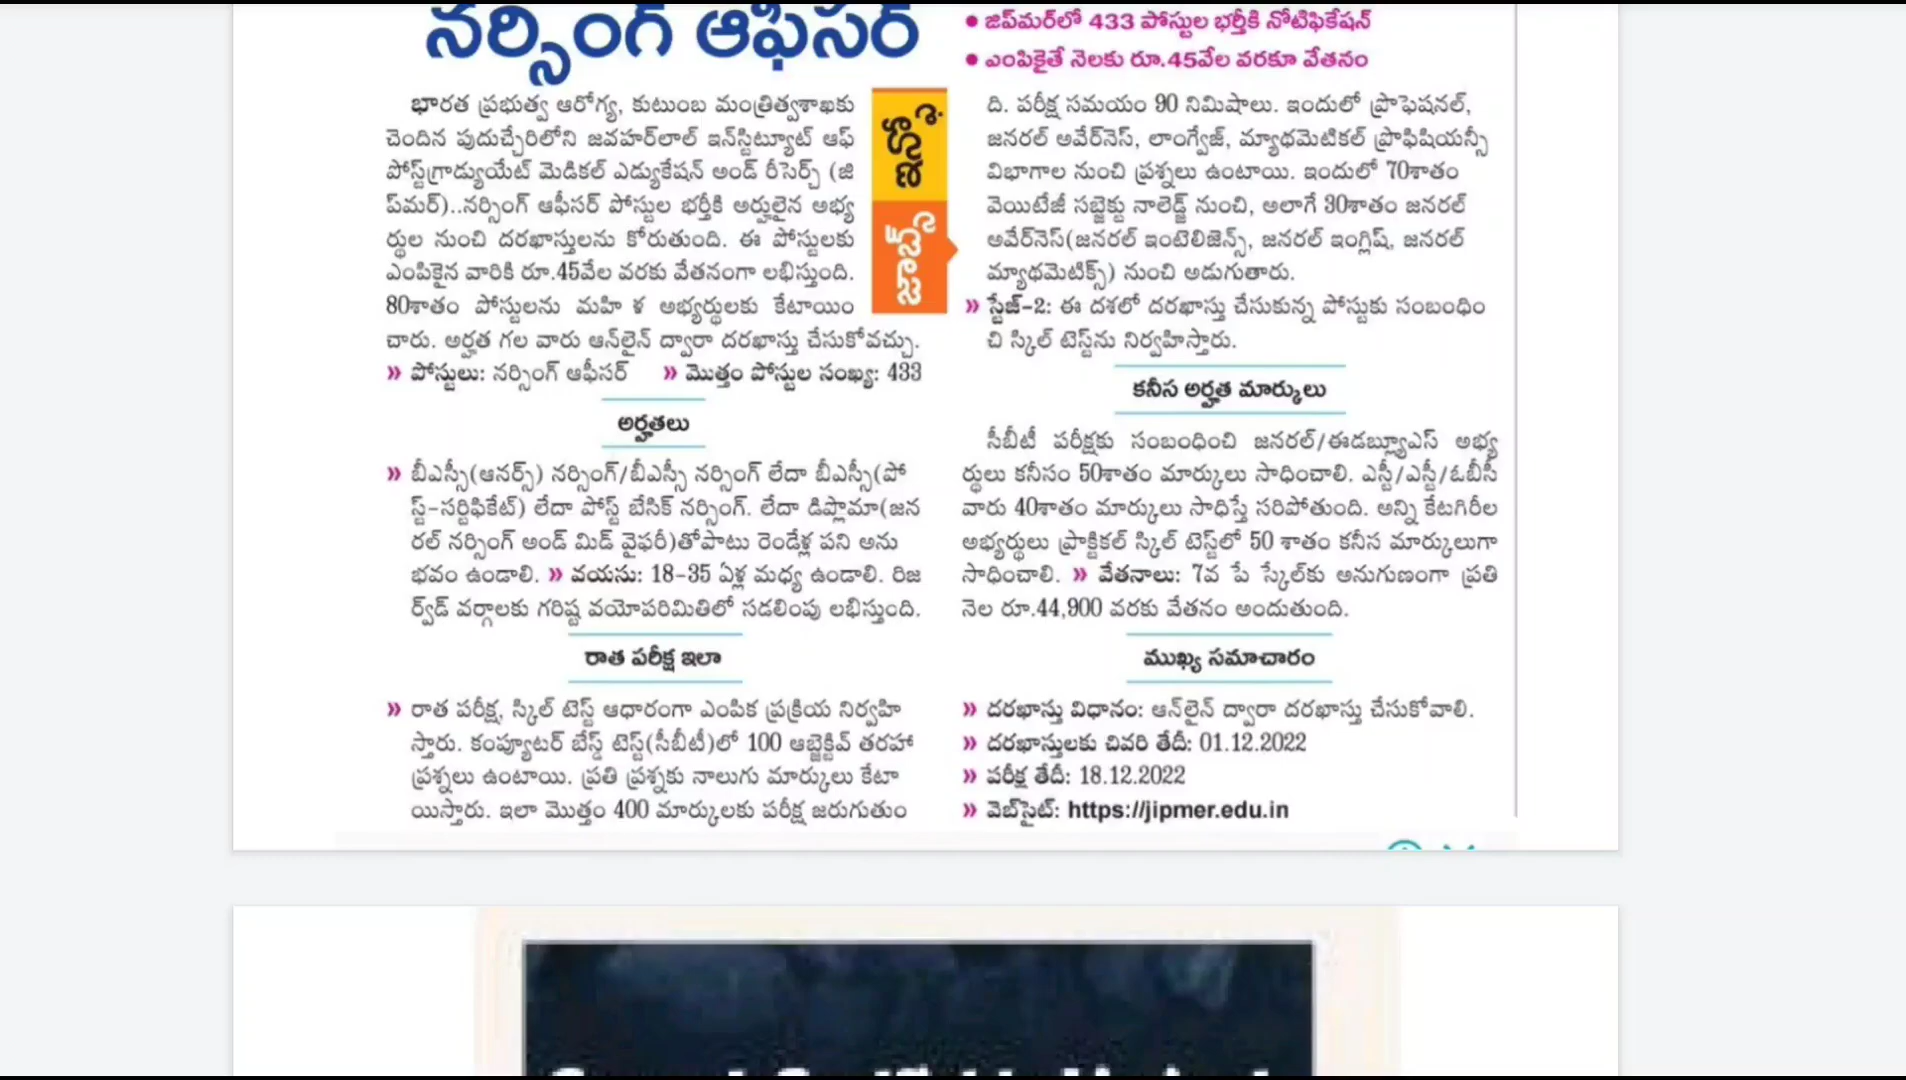 నర్సింగ్ ఆఫీసర్
• జిప్‌మర్‌లో 433 పోస్టుల భర్తీకి నోటిఫికేషన్
• ఎంపికైతే నెలకు రూ.45వేల వరకూ వేతనం
భారత ప్రభుత్వ ఆరోగ్య, కుటుంబ మంత్రిత్వశాఖకు
చెందిన పుదుచ్చేరిలోని జవహర్‌లాల్ ఇన్‌స్టిట్యూట్ ఆఫ్
పోస్ట్‌గ్రాడ్యుయేట్ మెడికల్ ఎడ్యుకేషన్ అండ్ రీసెర్చ్ (జి
ప్‌మర్)..నర్సింగ్ ఆఫీసర్ పోస్టుల భర్తీకి అర్హులైన అభ్య
ర్థుల నుంచి దరఖాస్తులను కోరుతుంది. ఈ పోస్టులకు
ఎంపికైన వారికి రూ.45వేల వరకు వేతనంగా లభిస్తుంది.
80శాతం పోస్టులను మహి ళ అభ్యర్థులకు కేటాయిం
చారు. అర్హత గల వారు ఆన్‌లైన్ ద్వారా దరఖాస్తు చేసుకోవచ్చు.
» పోస్టులు: నర్సింగ్ ఆఫీసర్ » మొత్తం పోస్టుల సంఖ్య: 433
అర్హతలు
» బీఎస్సీ(ఆనర్స్) నర్సింగ్/బీఎస్సీ నర్సింగ్ లేదా బీఎస్సీ(పో
స్ట్-సర్టిఫికేట్) లేదా పోస్ట్ బేసిక్ నర్సింగ్. లేదా డిప్లొమా(జన
రల్ నర్సింగ్ అండ్ మిడ్ వైఫరీ)తోపాటు రెండేళ్ల పని అను
భవం ఉండాలి. » వయసు: 18-35 ఏళ్ల మధ్య ఉండాలి. రిజ
ర్వ్‌డ్ వర్గాలకు గరిష్ట వయోపరిమితిలో సడలింపు లభిస్తుంది.
రాత పరీక్ష ఇలా
» రాత పరీక్ష, స్కిల్ టెస్ట్ ఆధారంగా ఎంపిక ప్రక్రియ నిర్వహి
స్తారు. కంప్యూటర్ బేస్డ్ టెస్ట్(సీబీటీ)లో 100 ఆబ్జెక్టివ్ తరహా
ప్రశ్నలు ఉంటాయి. ప్రతి ప్రశ్నకు నాలుగు మార్కులు కేటా
యిస్తారు. ఇలా మొత్తం 400 మార్కులకు పరీక్ష జరుగుతుం
జాబ్స్
ది. పరీక్ష సమయం 90 నిమిషాలు. ఇందులో ప్రొఫెషనల్,
జనరల్ అవేర్‌నెస్, లాంగ్వేజ్, మ్యాథమెటికల్ ప్రొఫిషియన్సీ
విభాగాల నుంచి ప్రశ్నలు ఉంటాయి. ఇందులో 70శాతం
వెయిటేజీ సబ్జెక్టు నాలెడ్జ్ నుంచి, అలాగే 30శాతం జనరల్
అవేర్‌నెస్(జనరల్ ఇంటెలిజెన్స్, జనరల్ ఇంగ్లిష్, జనరల్
మ్యాథమెటిక్స్) నుంచి అడుగుతారు.
» స్టేజ్-2: ఈ దశలో దరఖాస్తు చేసుకున్న పోస్టుకు సంబంధిం
చి స్కిల్ టెస్ట్‌ను నిర్వహిస్తారు.
కనీస అర్హత మార్కులు
సీబీటీ పరీక్షకు సంబంధించి జనరల్/ఈడబ్ల్యూఎస్ అభ్య
ర్థులు కనీసం 50శాతం మార్కులు సాధించాలి. ఎస్టీ/ఎస్టీ/ఓబీసీ
వారు 40శాతం మార్కులు సాధిస్తే సరిపోతుంది. అన్ని కేటగిరీల
అభ్యర్థులు ప్రాక్టికల్ స్కిల్ టెస్ట్‌లో 50 శాతం కనీస మార్కులుగా
సాధించాలి. » వేతనాలు: 7వ పే స్కేల్‌కు అనుగుణంగా ప్రతి
నెల రూ.44,900 వరకు వేతనం అందుతుంది.
ముఖ్య సమాచారం
» దరఖాస్తు విధానం: ఆన్‌లైన్ ద్వారా దరఖాస్తు చేసుకోవాలి.
» దరఖాస్తులకు చివరి తేదీ: 01.12.2022
» పరీక్ష తేదీ: 18.12.2022
» వెబ్‌సైట్: https://jipmer.edu.in